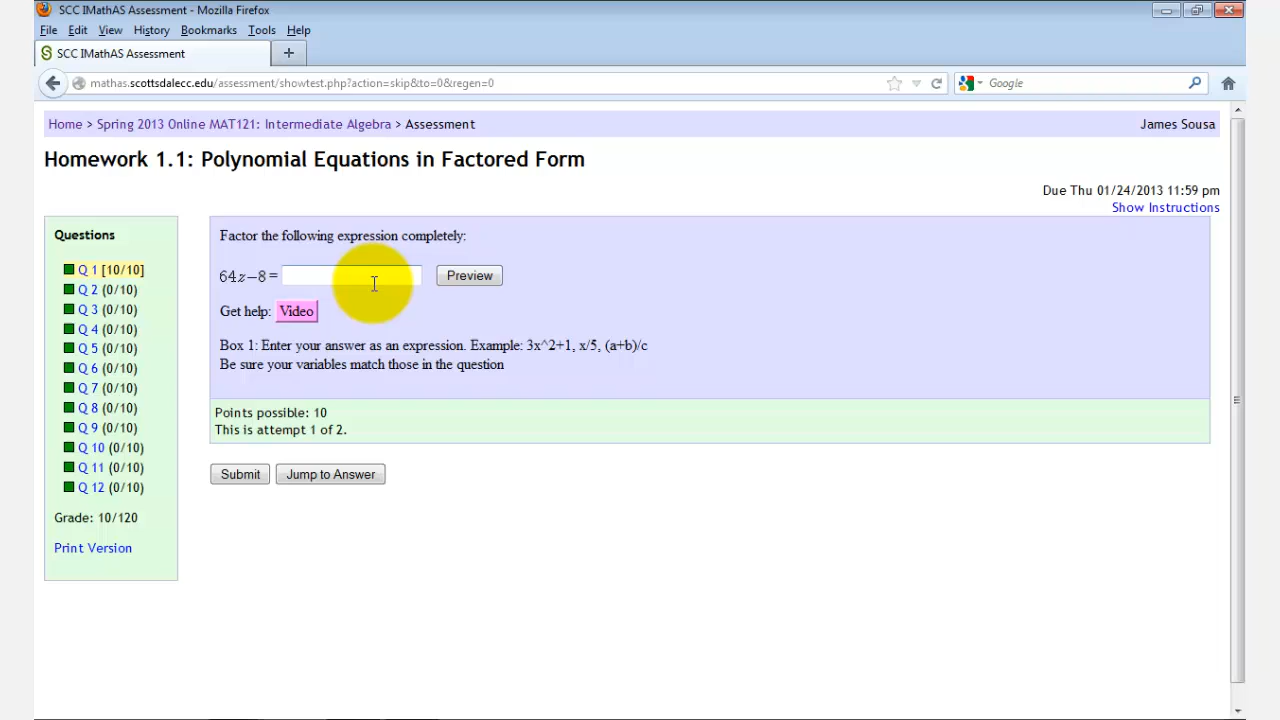 SCC IMathAS Assessment - Mozilla Firefox
File Edit View History Bookmarks Tools Help
SCC IMathAS Assessment
mathas.scottsdalecc.edu/assessment/showtest.php?action=skip&to=0&regen=0
Google
Home > Spring 2013 Online MAT121: Intermediate Algebra > Assessment
James Sousa
Homework 1.1: Polynomial Equations in Factored Form
Due Thu 01/24/2013 11:59 pm
Show Instructions
Questions
Q 1 [10/10]
Q 2 (0/10)
Q 3 (0/10)
Q 4 (0/10)
Q 5 (0/10)
Q 6 (0/10)
Q 7 (0/10)
Q 8 (0/10)
Q 9 (0/10)
Q 10 (0/10)
Q 11 (0/10)
Q 12 (0/10)
Grade: 10/120
Print Version
Factor the following expression completely:
64z−8 =
Preview
Get help: Video
Box 1: Enter your answer as an expression. Example: 3x^2+1, x/5, (a+b)/c
Be sure your variables match those in the question
Points possible: 10
This is attempt 1 of 2.
Submit
Jump to Answer